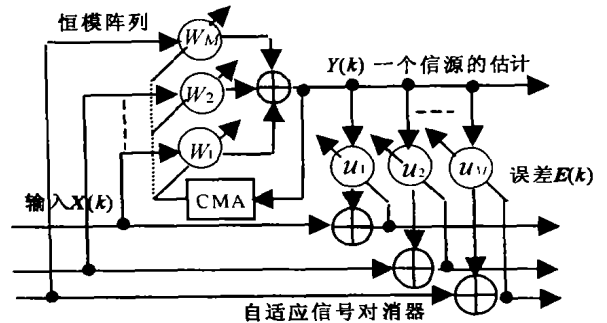 恒模阵列
W_M
Y(k) 一个信源的估计
W_2
W_1
u_1
u_2
u_M
误差E(k)
输入X(k)
CMA
自适应信号对消器